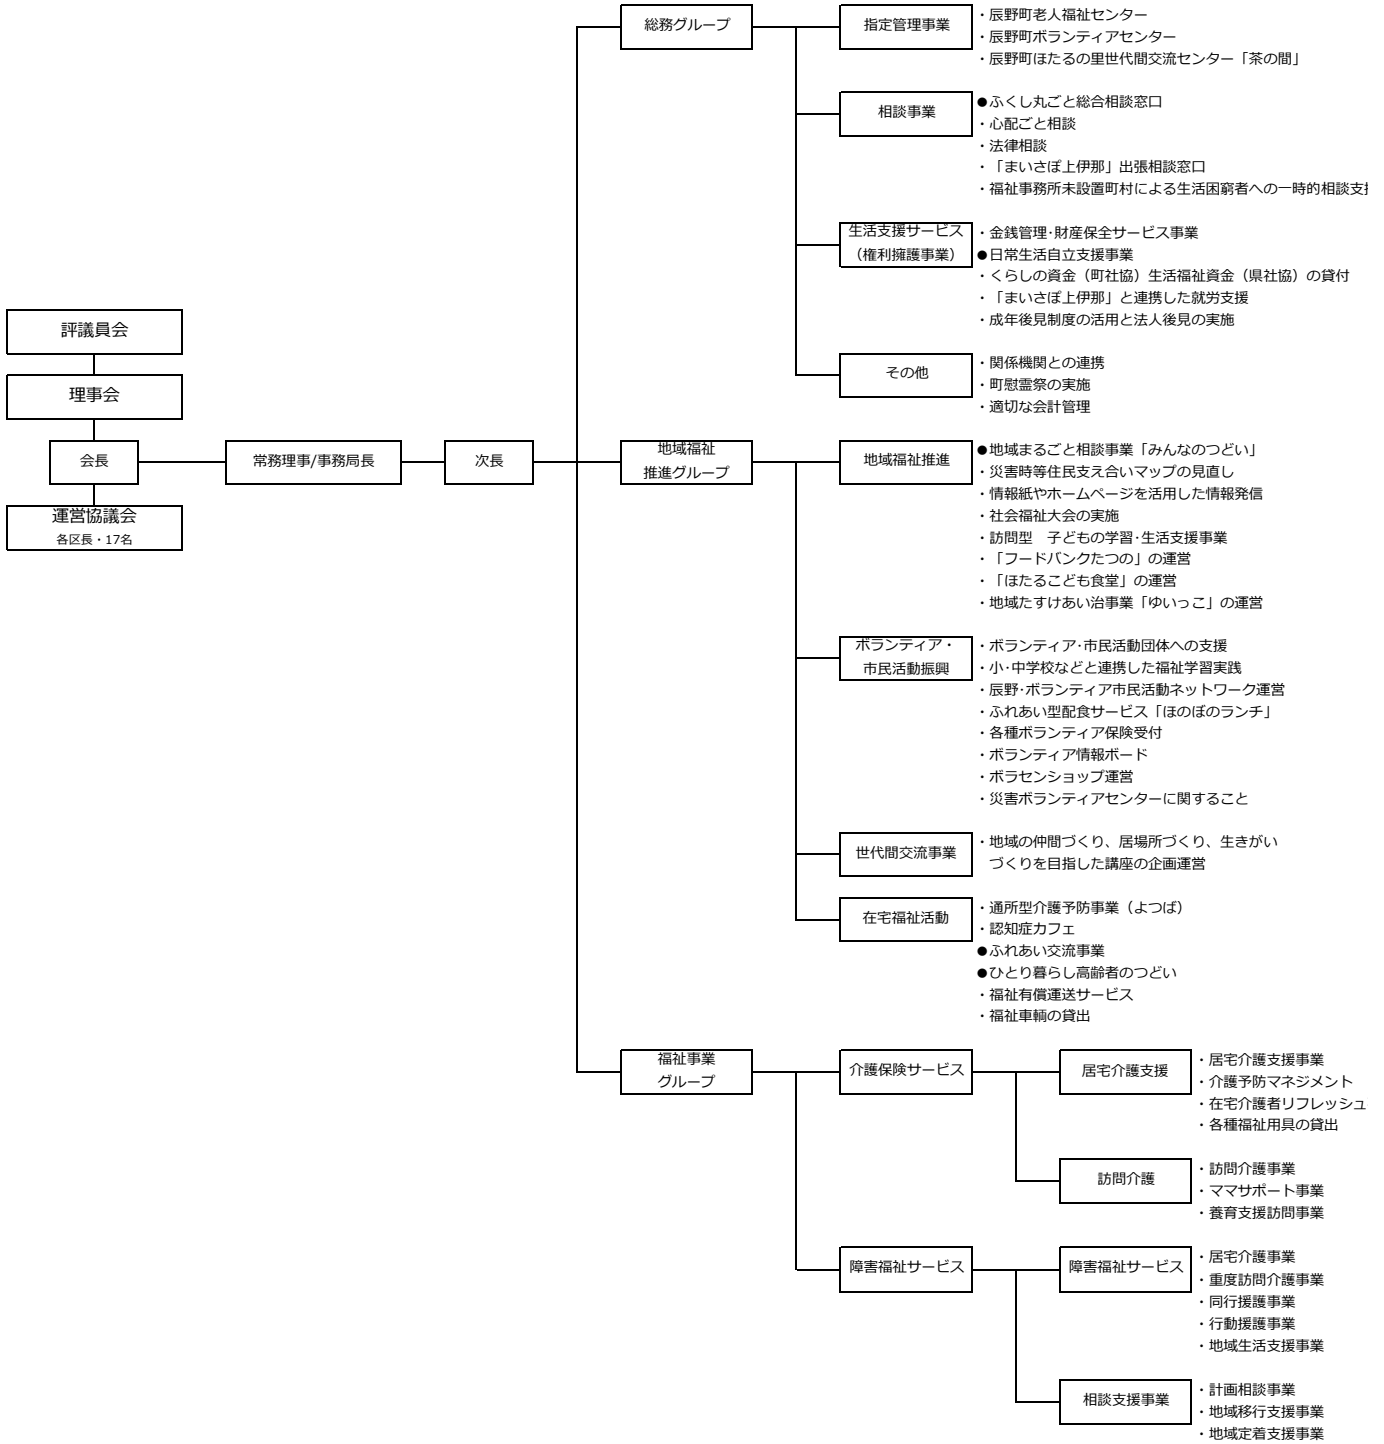 評議員会
理事会
会長
運営協議会
各区長・17名
常務理事/事務局長
次長
総務グループ
指定管理事業
・辰野町老人福祉センター
・辰野町ボランティアセンター
・辰野町ほたるの里世代間交流センター「茶の間」
相談事業
●ふくし丸ごと総合相談窓口
・心配ごと相談
・法律相談
・「まいさぽ上伊那」出張相談窓口
・福祉事務所未設置町村による生活困窮者への一時的相談支
生活支援サービス
（権利擁護事業）
・金銭管理･財産保全サービス事業
●日常生活自立支援事業
・くらしの資金（町社協）生活福祉資金（県社協）の貸付
・「まいさぽ上伊那」と連携した就労支援
・成年後見制度の活用と法人後見の実施
その他
・関係機関との連携
・町慰霊祭の実施
・適切な会計管理
地域福祉
推進グループ
地域福祉推進
●地域まるごと相談事業「みんなのつどい」
・災害時等住民支え合いマップの見直し
・情報紙やホームページを活用した情報発信
・社会福祉大会の実施
・訪問型　子どもの学習･生活支援事業
・「フードバンクたつの」の運営
・「ほたるこども食堂」の運営
・地域たすけあい治事業「ゆいっこ」の運営
ボランティア・
市民活動振興
・ボランティア･市民活動団体への支援
・小･中学校などと連携した福祉学習実践
・辰野･ボランティア市民活動ネットワーク運営
・ふれあい型配食サービス「ほのぼのランチ」
・各種ボランティア保険受付
・ボランティア情報ボード
・ボラセンショップ運営
・災害ボランティアセンターに関すること
世代間交流事業
・地域の仲間づくり、居場所づくり、生きがい
づくりを目指した講座の企画運営
在宅福祉活動
・通所型介護予防事業（よつば）
・認知症カフェ
●ふれあい交流事業
●ひとり暮らし高齢者のつどい
・福祉有償運送サービス
・福祉車輌の貸出
福祉事業
グループ
介護保険サービス
居宅介護支援
・居宅介護支援事業
・介護予防マネジメント
・在宅介護者リフレッシュ
・各種福祉用具の貸出
訪問介護
・訪問介護事業
・ママサポート事業
・養育支援訪問事業
障害福祉サービス
障害福祉サービス
・居宅介護事業
・重度訪問介護事業
・同行援護事業
・行動援護事業
・地域生活支援事業
相談支援事業
・計画相談事業
・地域移行支援事業
・地域定着支援事業